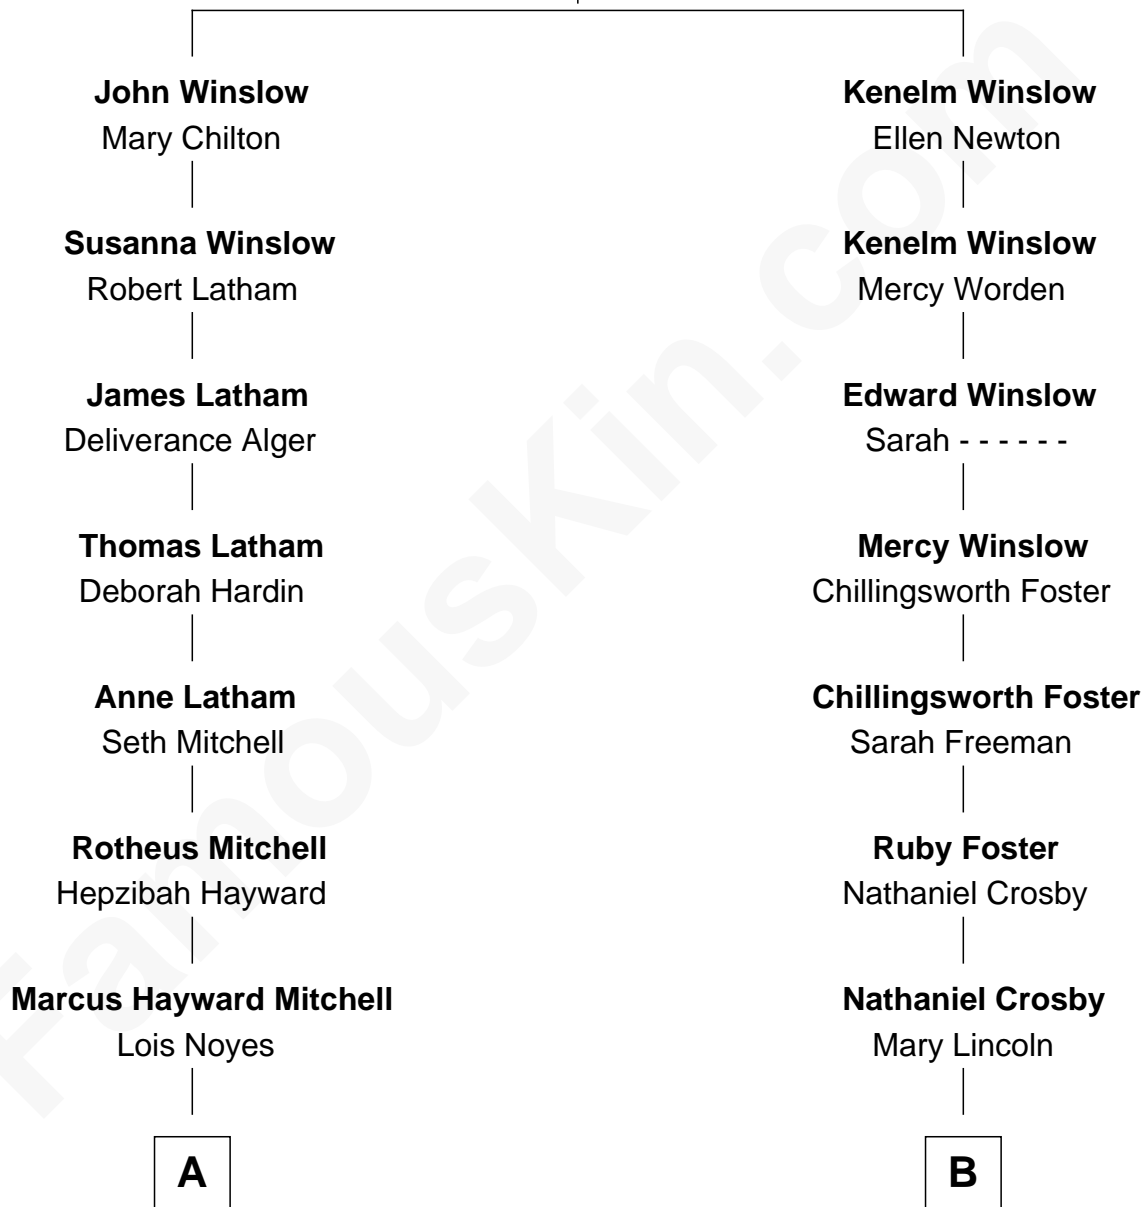 John Winslow
Mary Chilton
Susanna Winslow
Robert Latham
James Latham
Deliverance Alger
Thomas Latham
Deborah Hardin
Anne Latham
Seth Mitchell
Rotheus Mitchell
Hepzibah Hayward
Marcus Hayward Mitchell
Lois Noyes
A
Kenelm Winslow
Ellen Newton
Kenelm Winslow
Mercy Worden
Edward Winslow
Sarah - - - - - -
Mercy Winslow
Chillingsworth Foster
Chillingsworth Foster
Sarah Freeman
Ruby Foster
Nathaniel Crosby
Nathaniel Crosby
Mary Lincoln
B
FamousKin.com